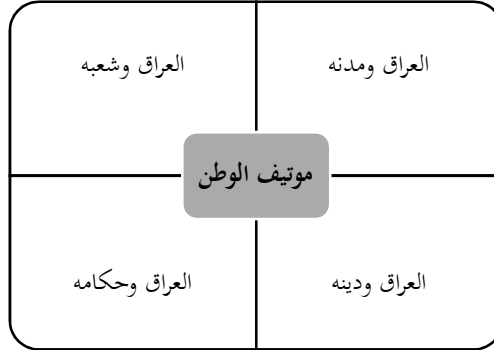 العراق ومدنه
العراق وشعبه
موتيف الوطن
العراق ودينه
العراق وحكامه